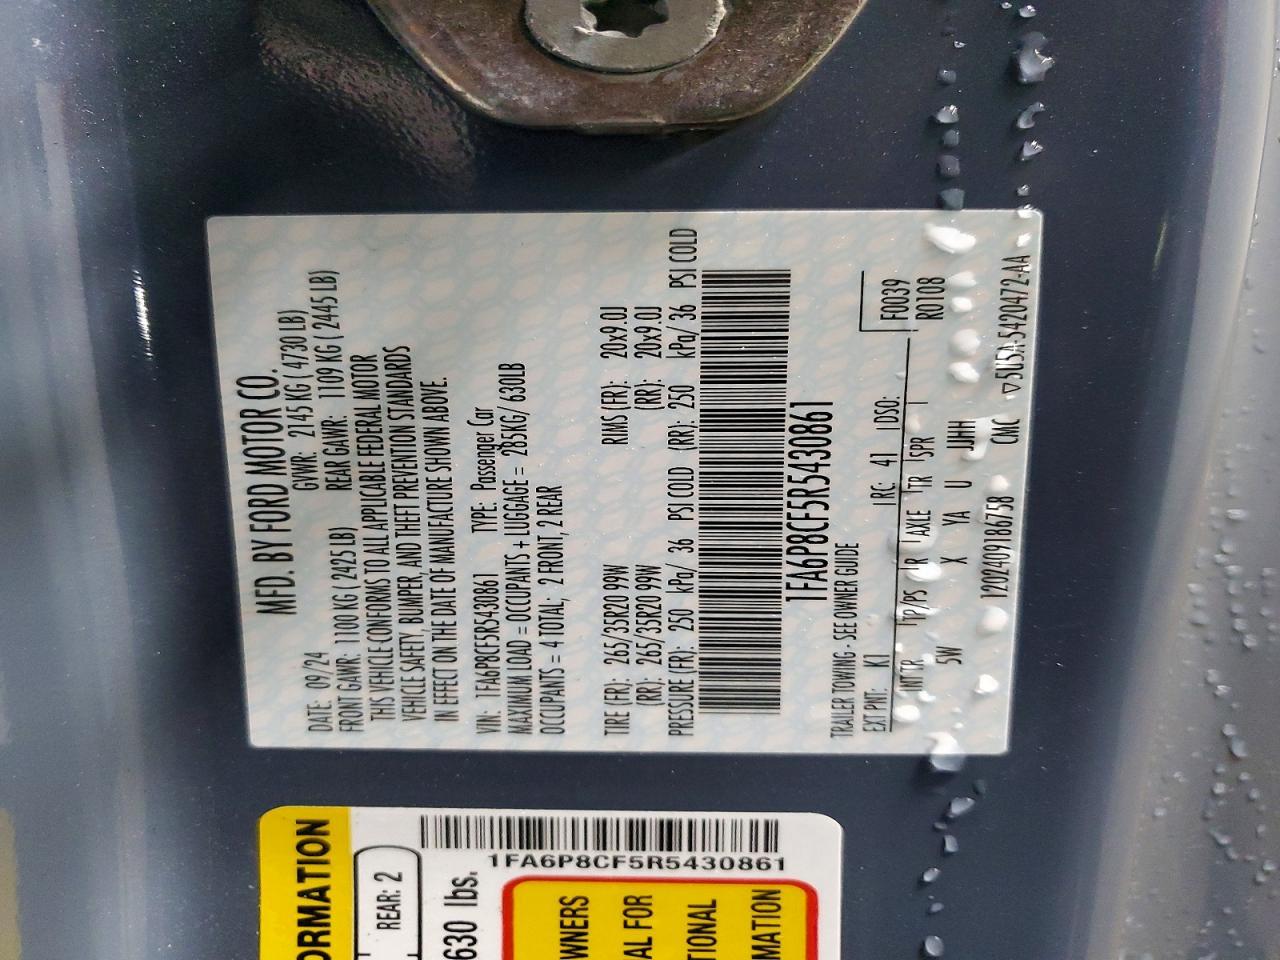 MFD. BY FORD MOTOR CO.
DATE: 09/24 GVWR: 2145 KG ( 4730 LB)
FRONT GAWR: 1100 KG ( 2425 LB) REAR GAWR: 1109 KG ( 2445 LB)
THIS VEHICLE CONFORMS TO ALL APPLICABLE FEDERAL MOTOR
VEHICLE SAFETY, BUMPER, AND THEFT PREVENTION STANDARDS
IN EFFECT ON THE DATE OF MANUFACTURE SHOWN ABOVE.
VIN: 1FA6P8CF5R5430861 TYPE: Passenger Car
MAXIMUM LOAD = OCCUPANTS + LUGGAGE = 285KG/ 630LB
OCCUPANTS = 4 TOTAL; 2 FRONT, 2 REAR
TIRE (FR): 265/35R20 99W RIMS (FR): 20x9.0J
(RR): 265/35R20 99W (RR): 20x9.0J
PRESSURE (FR): 250 kPa/ 36 PSI COLD (RR): 250 kPa/ 36 PSI COLD
1FA6P8CF5R5430861
TRAILER TOWING - SEE OWNER GUIDE
EXT PNT: K1 RC: 41 DSO: F0039
INT TR TP/PS R AXLE TR SPR R0108
5W X YA U JJHH
1202409186758 CMC ▽5U5A-5420472-AA
ORMATION
REAR: 2
1FA6P8CF5R5430861
630 lbs.
WNERS
AL FOR
TIONAL
MATION